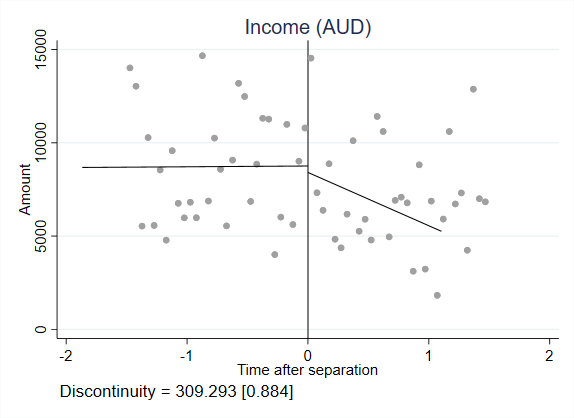 Income (AUD)
15000
10000
5000
0
Amount
-2
-1
0
1
2
Time after separation
Discontinuity = 309.293 [0.884]